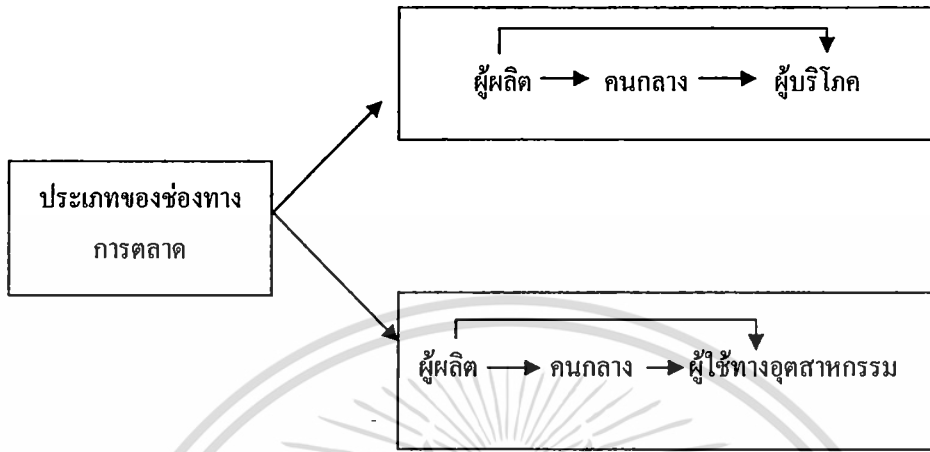 ผู้ผลิต → คนกลาง → ผู้บริโภค
ประเภทของช่องทาง
การตลาด
ผู้ผลิต → คนกลาง → ผู้ใช้ทางอุตสาหกรรม